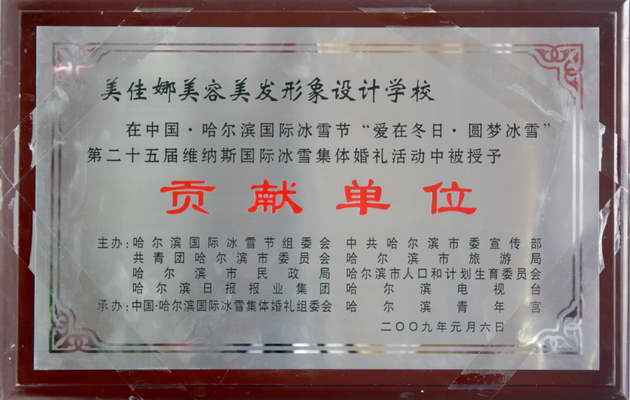 美佳娜美容美发形象设计学校
在中国·哈尔滨国际冰雪节“爱在冬日·圆梦冰雪”
第二十五届维纳斯国际冰雪集体婚礼活动中被授予
贡献单位
主办：哈尔滨国际冰雪节组委会 中共哈尔滨市委宣传部
共青团哈尔滨市委员会 哈尔滨市旅游局
哈尔滨市民政局 哈尔滨市人口和计划生育委员会
哈尔滨日报报业集团 哈尔滨电视台
承办：中国·哈尔滨国际冰雪集体婚礼组委会 哈尔滨青年宫
二〇〇九年元月六日